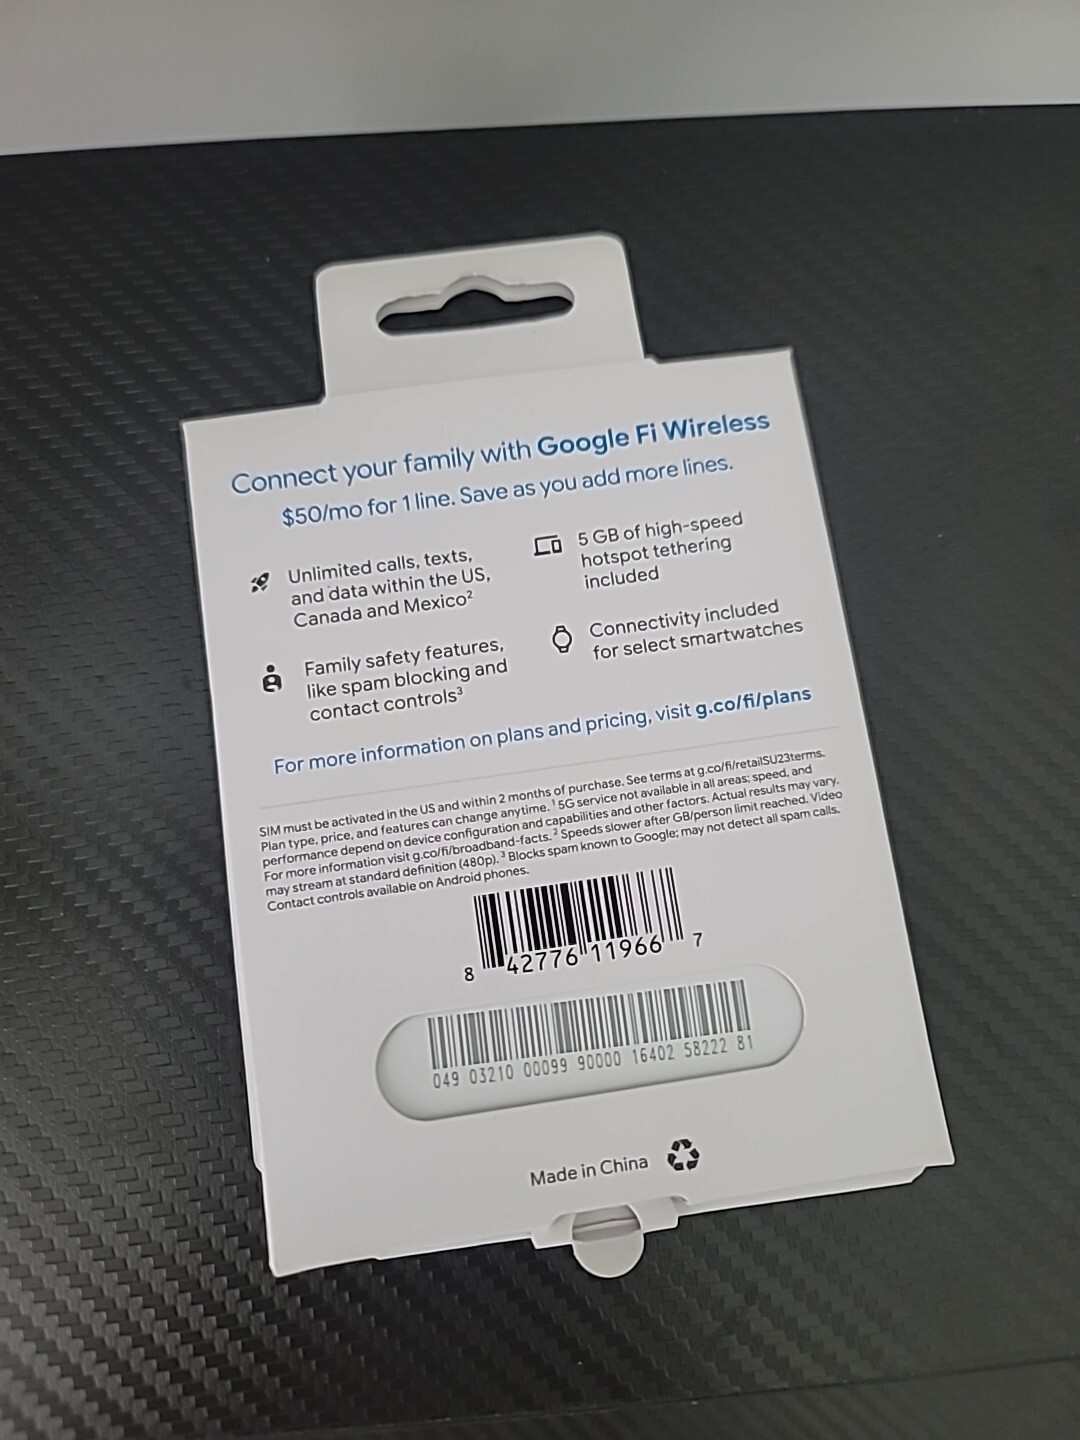 Connect your family with Google Fi Wireless
$50/mo for 1 line. Save as you add more lines.
Unlimited calls, texts,
and data within the US,
Canada and Mexico²
5 GB of high-speed
hotspot tethering
included
Family safety features,
like spam blocking and
contact controls³
Connectivity included
for select smartwatches
For more information on plans and pricing, visit g.co/fi/plans
SIM must be activated in the US and within 2 months of purchase. See terms at g.co/fi/retailSU23terms.
Plan type, price, and features can change anytime. ¹ 5G service not available in all areas; speed, and
performance depend on device configuration and capabilities and other factors. Actual results may vary.
For more information visit g.co/fi/broadband-facts. ² Speeds slower after GB/person limit reached. Video
may stream at standard definition (480p). ³ Blocks spam known to Google; may not detect all spam calls.
Contact controls available on Android phones.
8 42776 11966 7
049 03210 00099 90000 16402 58222 81
Made in China